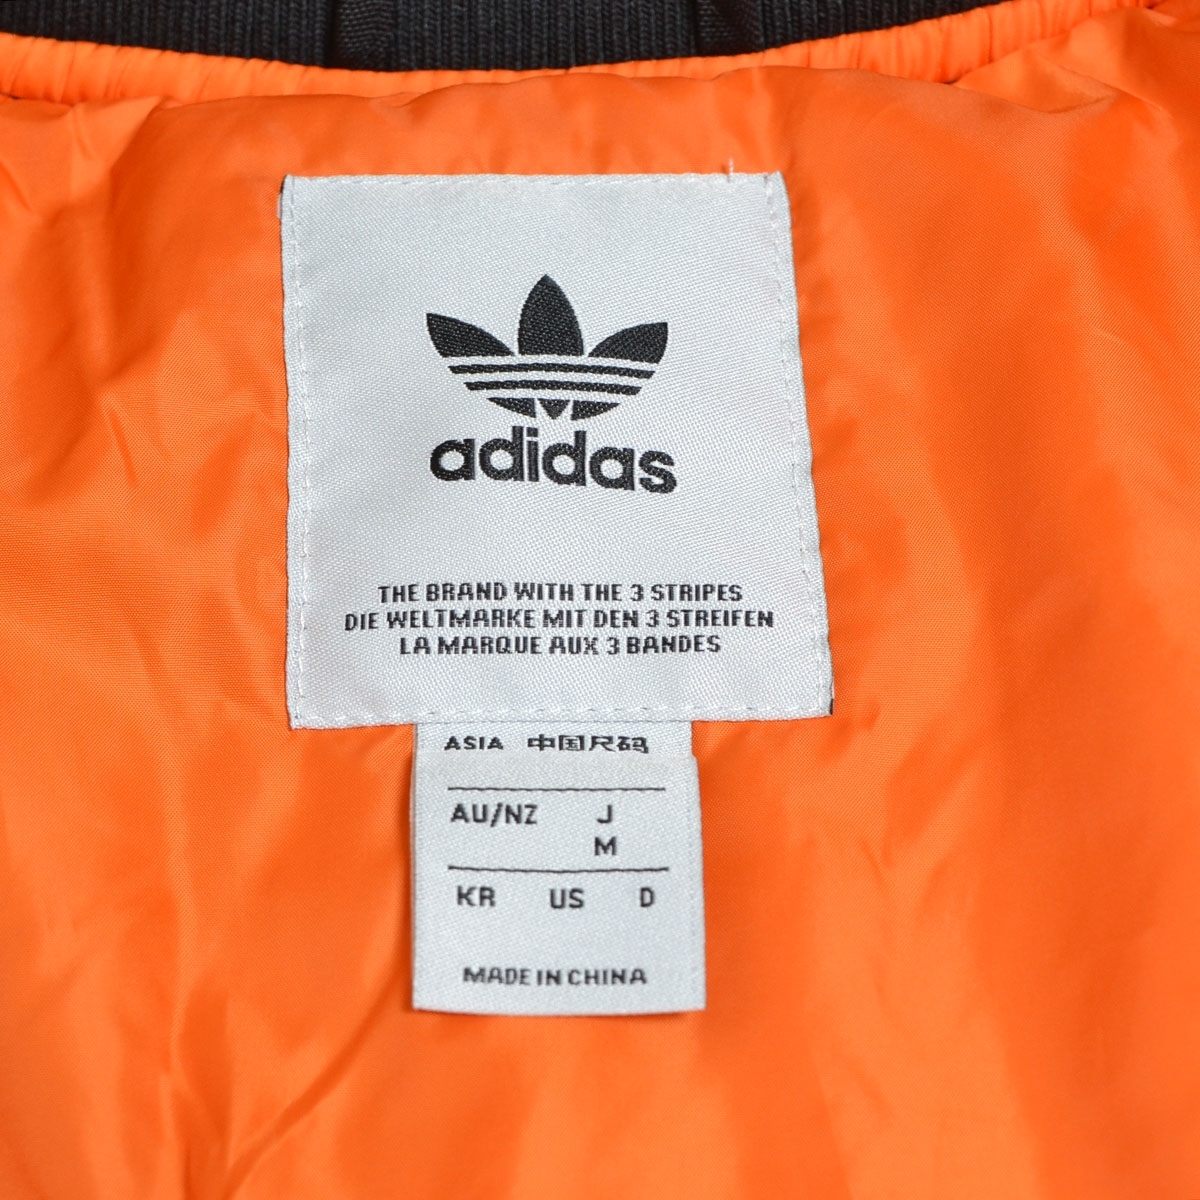 adidas
THE BRAND WITH THE 3 STRIPES
DIE WELTMARKE MIT DEN 3 STREIFEN
LA MARQUE AUX 3 BANDES
ASIA 中国尺码
AU/NZ J
M
KR US D
MADE IN CHINA